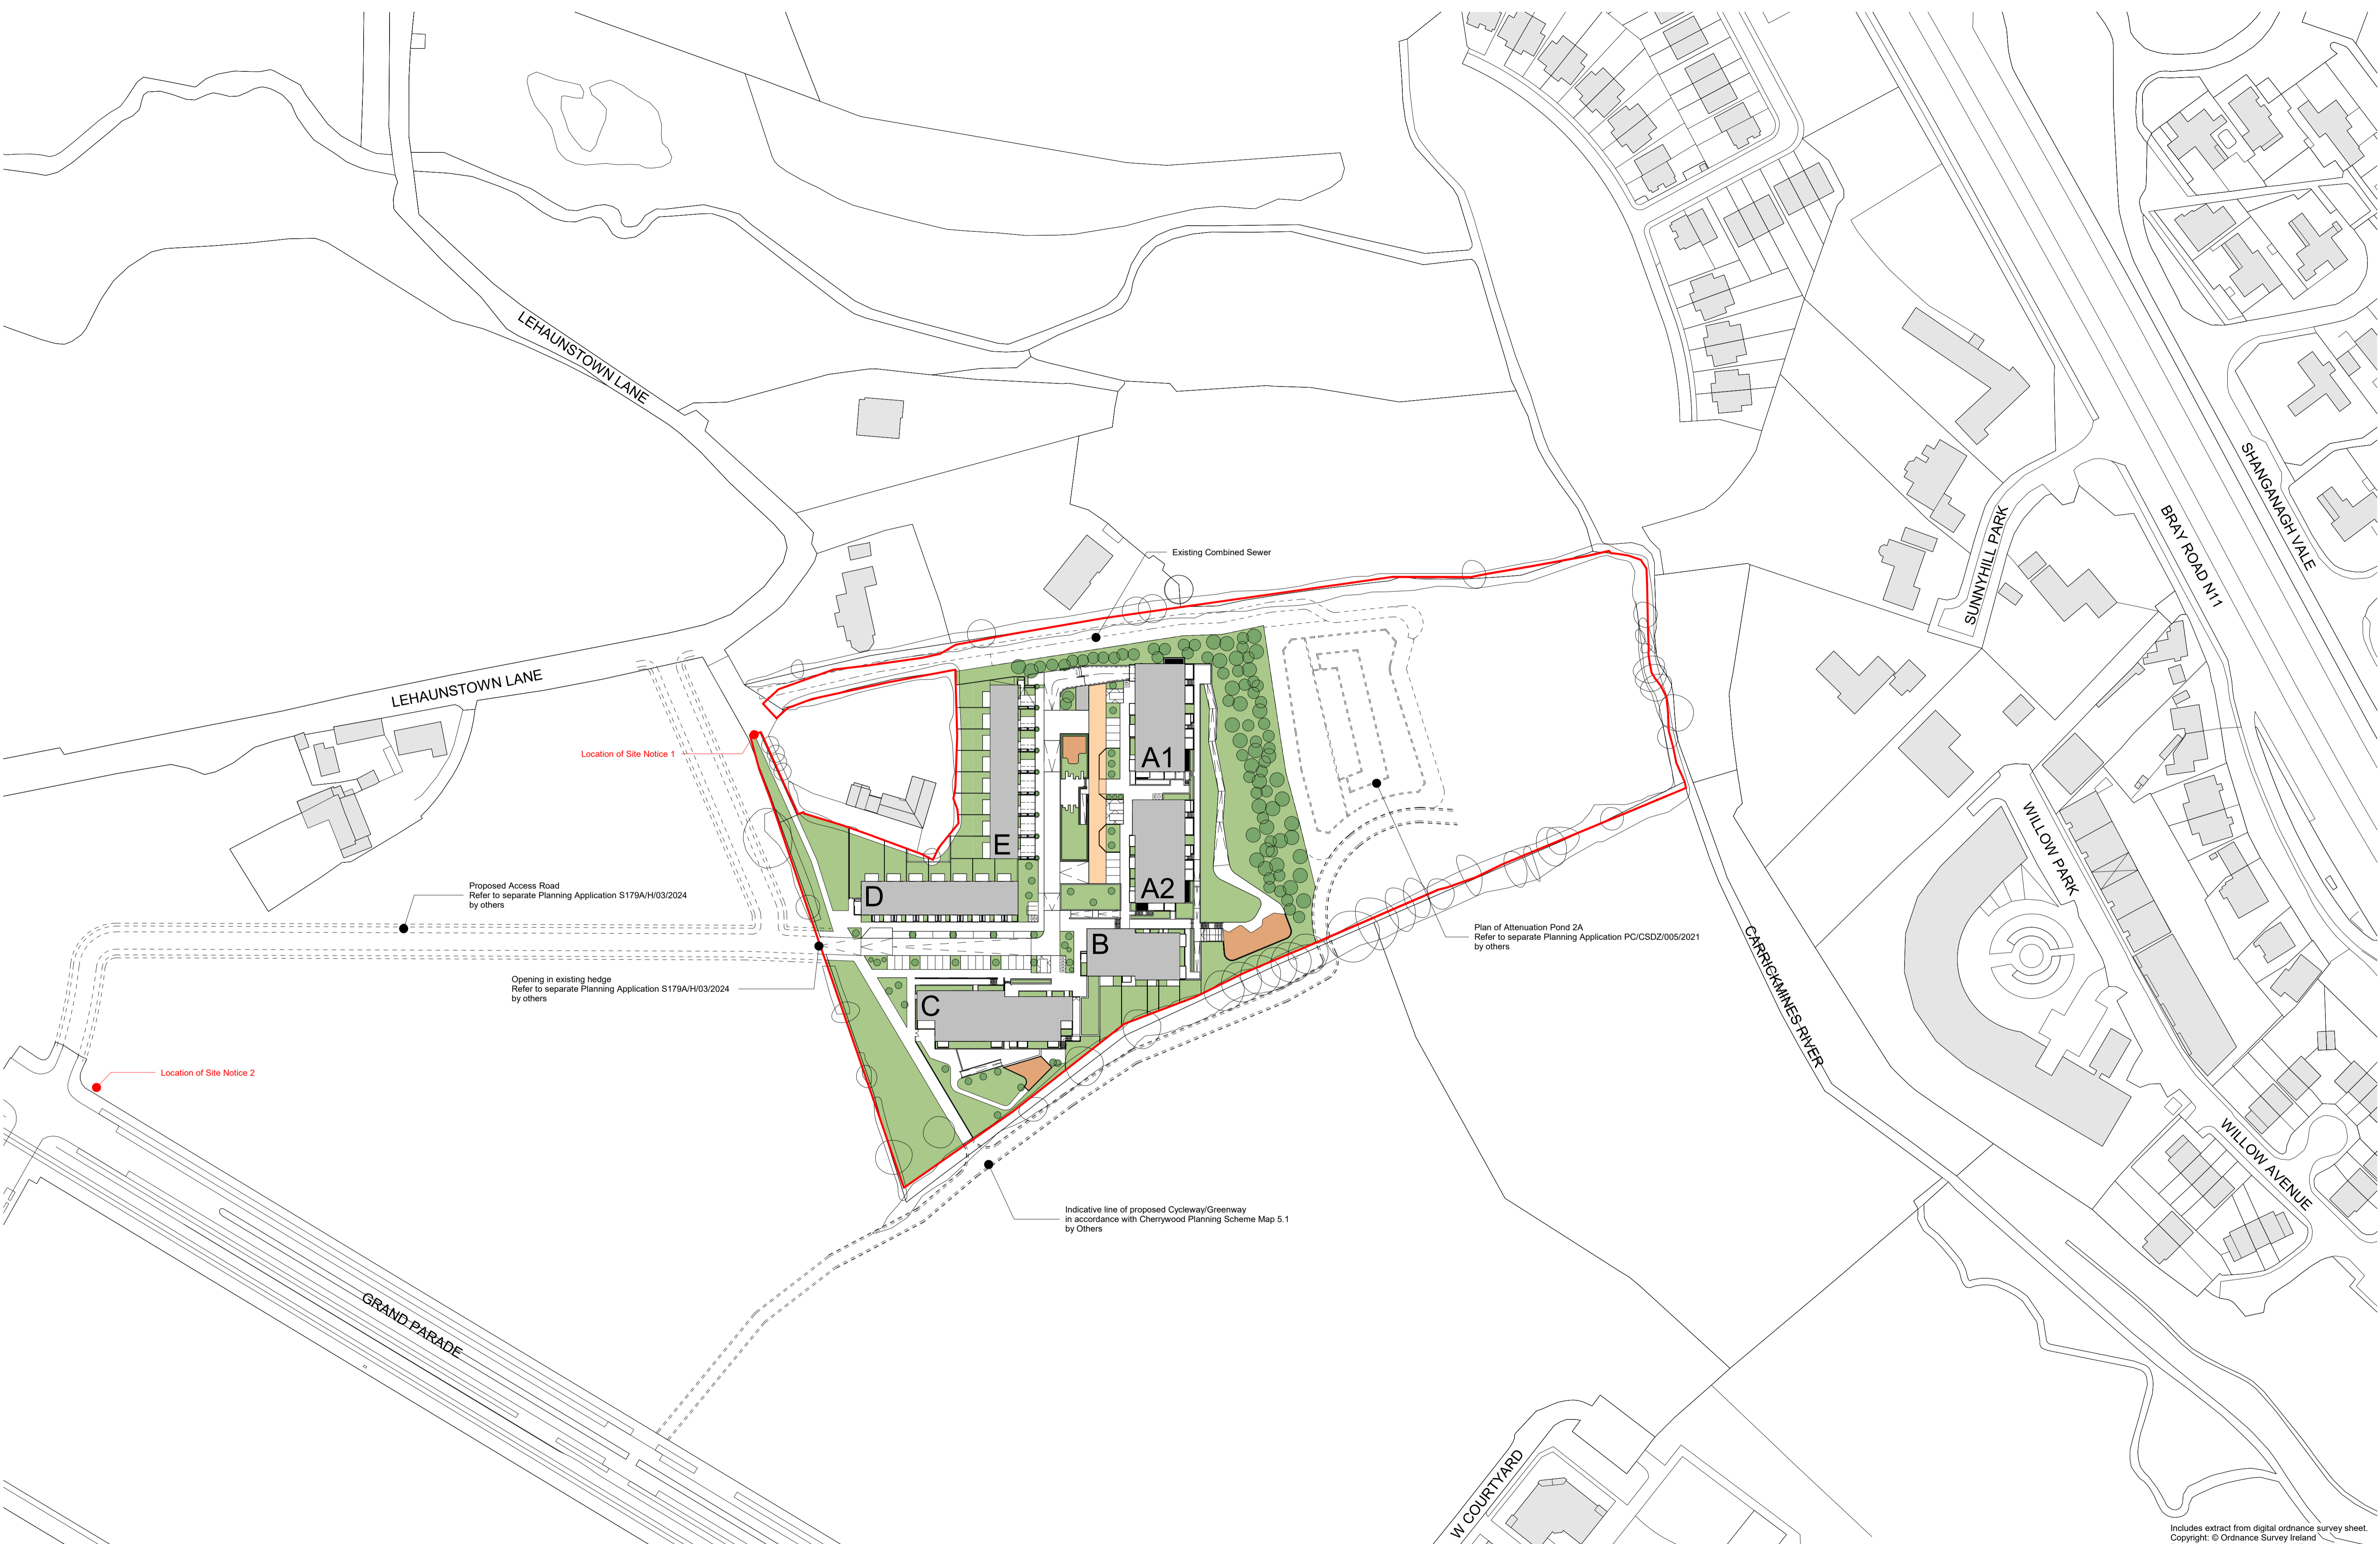 LEHAUNSTOWN LANE
SHANGANAGH VALE
BRAY ROAD N11
SUNNYHILL PARK
Existing Combined Sewer
LEHAUNSTOWN LANE
Location of Site Notice 1
A1
E
A2
D
B
C
WILLOW PARK
Proposed Access Road
Refer to separate Planning Application S179A/H/03/2024
by others
Plan of Attenuation Pond 2A
Refer to separate Planning Application PC/CSDZ/005/2021
by others
Opening in existing hedge
Refer to separate Planning Application S179A/H/03/2024
by others
CARRICKMINES RIVER
Location of Site Notice 2
WILLOW AVENUE
Indicative line of proposed Cycleway/Greenway
in accordance with Cherrywood Planning Scheme Map 5.1
by Others
GRAND PARADE
W COURTYARD
Includes extract from digital ordnance survey sheet.
Copyright: © Ordnance Survey Ireland